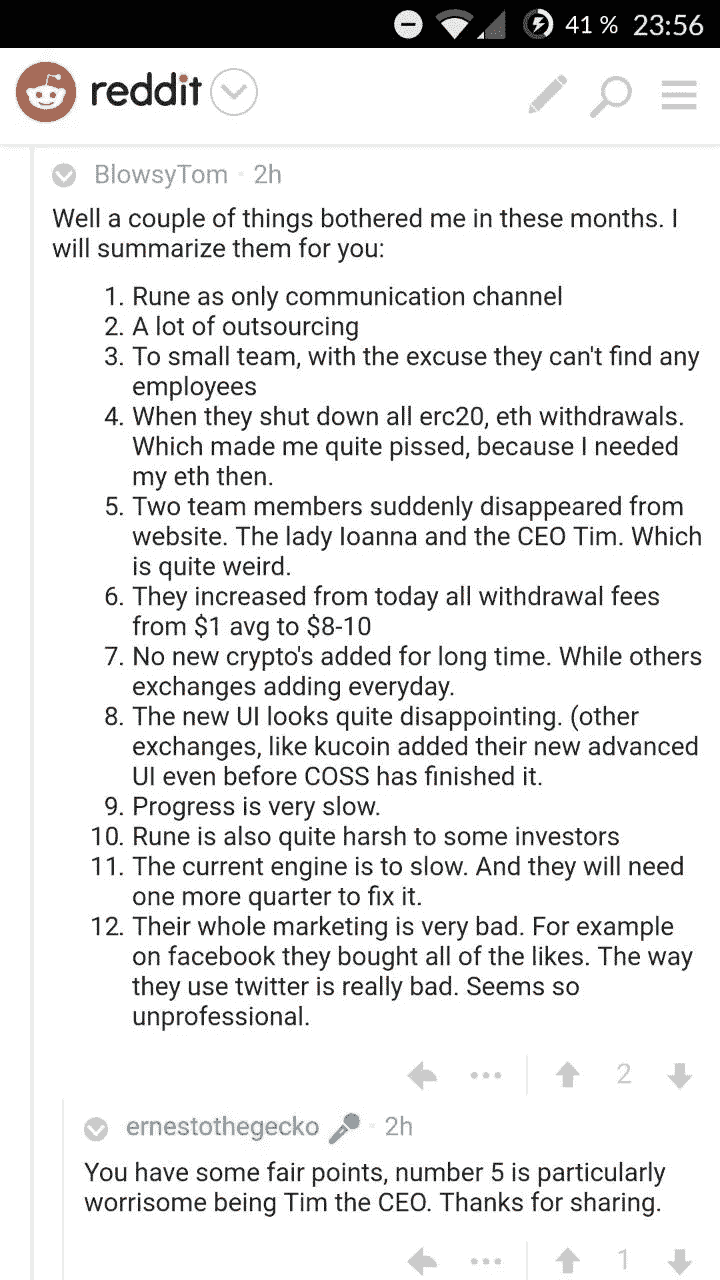 41 % 23:56
reddit
BlowsyTom · 2h
Well a couple of things bothered me in these months. I
will summarize them for you:
1. Rune as only communication channel
2. A lot of outsourcing
3. To small team, with the excuse they can't find any
employees
4. When they shut down all erc20, eth withdrawals.
Which made me quite pissed, because I needed
my eth then.
5. Two team members suddenly disappeared from
website. The lady Ioanna and the CEO Tim. Which
is quite weird.
6. They increased from today all withdrawal fees
from $1 avg to $8-10
7. No new crypto's added for long time. While others
exchanges adding everyday.
8. The new UI looks quite disappointing. (other
exchanges, like kucoin added their new advanced
UI even before COSS has finished it.
9. Progress is very slow.
10. Rune is also quite harsh to some investors
11. The current engine is to slow. And they will need
one more quarter to fix it.
12. Their whole marketing is very bad. For example
on facebook they bought all of the likes. The way
they use twitter is really bad. Seems so
unprofessional.
2
ernestothegecko · 2h
You have some fair points, number 5 is particularly
worrisome being Tim the CEO. Thanks for sharing.
1